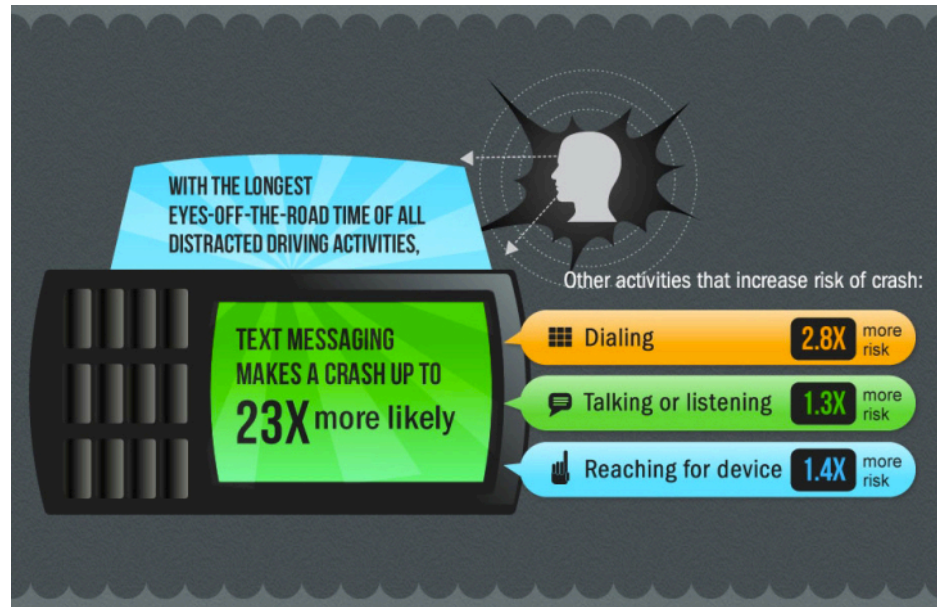 WITH THE LONGEST
EYES-OFF-THE-ROAD TIME OF ALL
DISTRACTED DRIVING ACTIVITIES,
TEXT MESSAGING
MAKES A CRASH UP TO
23X more likely
Other activities that increase risk of crash:
Dialing 2.8X more risk
Talking or listening 1.3X more risk
Reaching for device 1.4X more risk